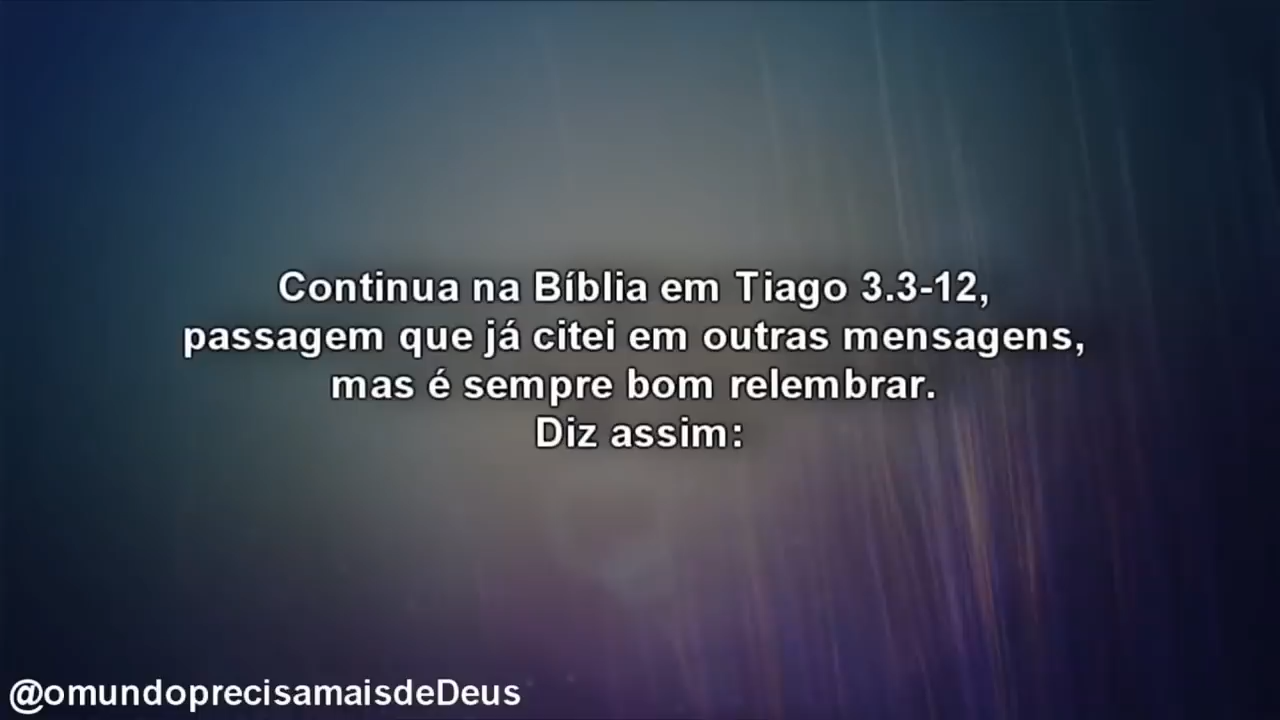 Continua na Bíblia em Tiago 3.3-12,
passagem que já citei em outras mensagens,
mas é sempre bom relembrar.
Diz assim:
@omundoprecisamaisdeDeus